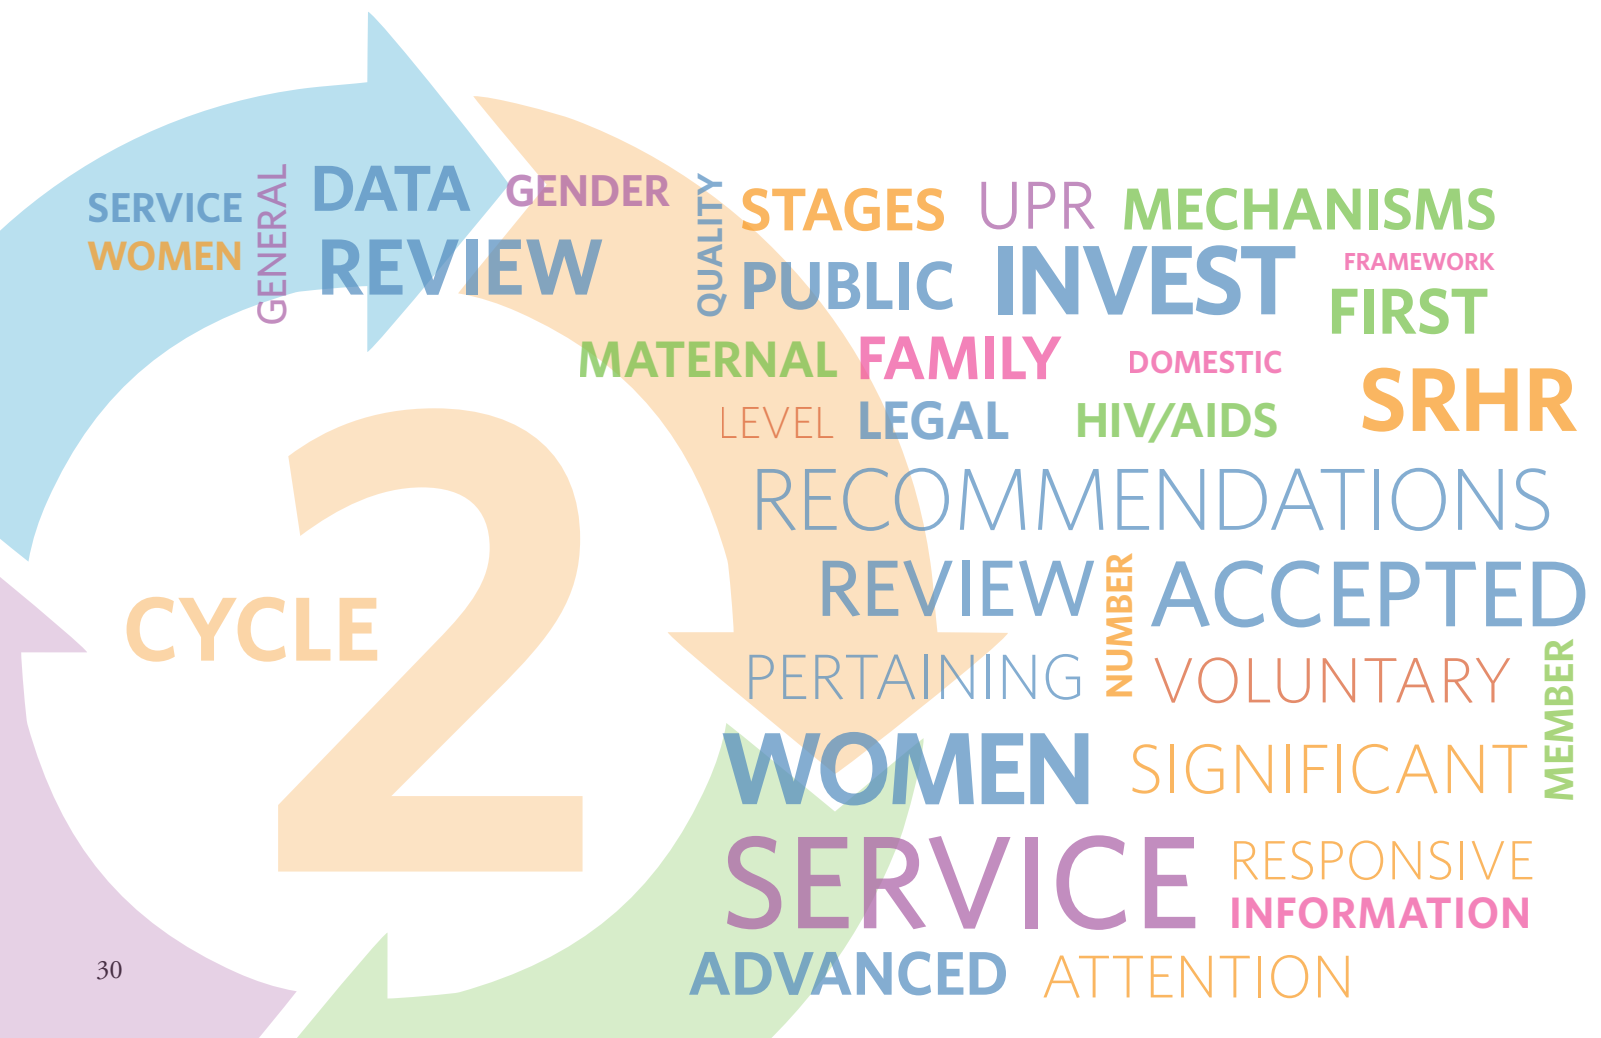 SERVICE
WOMEN
GENERAL
DATA
REVIEW
GENDER
QUALITY
STAGES UPR MECHANISMS
PUBLIC INVEST FRAMEWORK
FIRST
MATERNAL FAMILY DOMESTIC
SRHR
LEVEL LEGAL HIV/AIDS
RECOMMENDATIONS
REVIEW NUMBER ACCEPTED
PERTAINING VOLUNTARY
MEMBER
WOMEN SIGNIFICANT
SERVICE RESPONSIVE
INFORMATION
ADVANCED ATTENTION
CYCLE 2
30